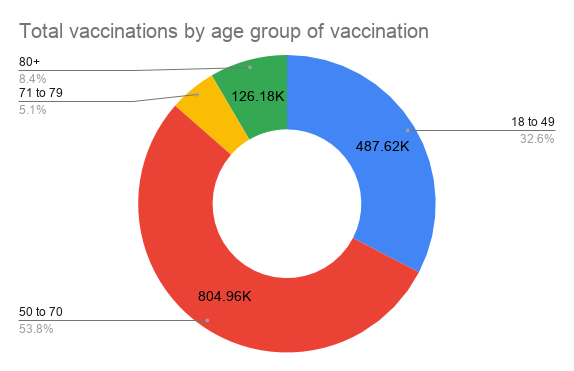 Total vaccinations by age group of vaccination
80+
8.4%
71 to 79
5.1%
126.18K
18 to 49
32.6%
487.62K
804.96K
50 to 70
53.8%